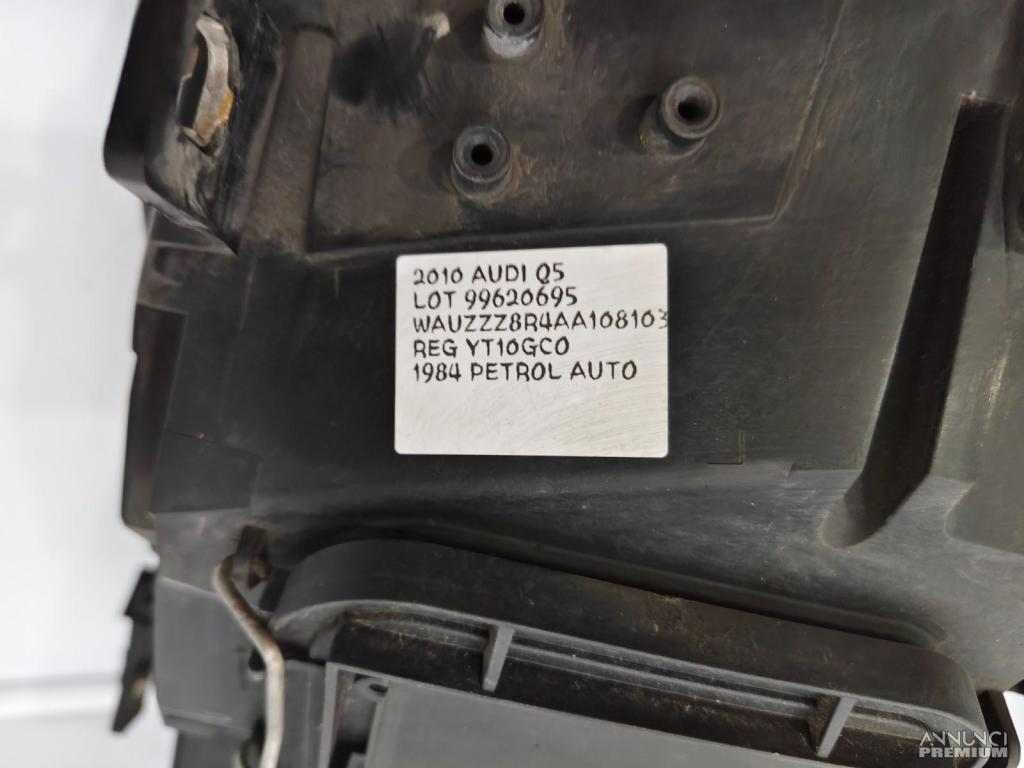 2010 AUDI Q5
LOT 99620695
WAUZZZ8R4AA108103
REG YT10GCO
1984 PETROL AUTO
ANNUNCI
PREMIUM